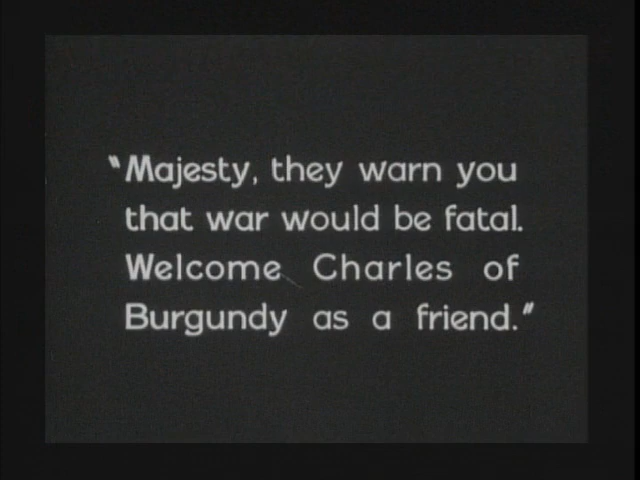 "Majesty, they warn you
that war would be fatal.
Welcome Charles of
Burgundy as a friend."